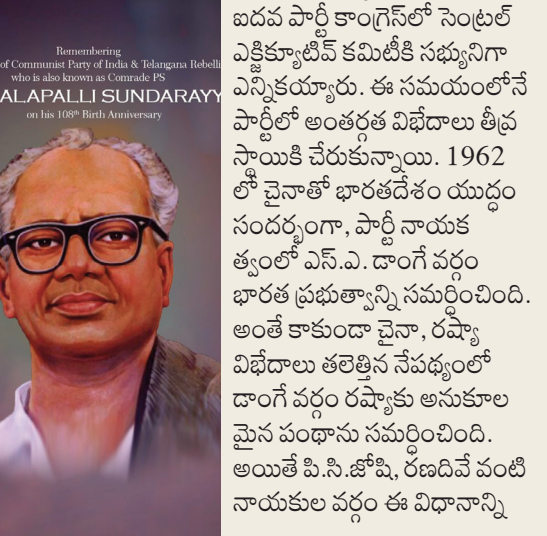 Remembering
of Communist Party of India & Telangana Rebelli
who is also known as Comrade PS
ALAPALLI SUNDARAYY
on his 108th Birth Anniversary
ఐదవ పార్టీ కాంగ్రెస్‌లో సెంట్రల్
ఎక్జిక్యూటివ్ కమిటీకి సభ్యునిగా
ఎన్నికయ్యారు. ఈ సమయంలోనే
పార్టీలో అంతర్గత విభేదాలు తీవ్ర
స్థాయికి చేరుకున్నాయి. 1962
లో చైనాతో భారతదేశం యుద్ధం
సందర్భంగా, పార్టీ నాయక
త్వంలో ఎస్.ఎ. డాంగే వర్గం
భారత ప్రభుత్వాన్ని సమర్ధించింది.
అంతే కాకుండా చైనా, రష్యా
విభేదాలు తలెత్తిన నేపథ్యంలో
డాంగే వర్గం రష్యాకు అనుకూల
మైన పంథాను సమర్ధించింది.
అయితే పి.సి.జోషి, రణదివే వంటి
నాయకుల వర్గం ఈ విధానాన్ని